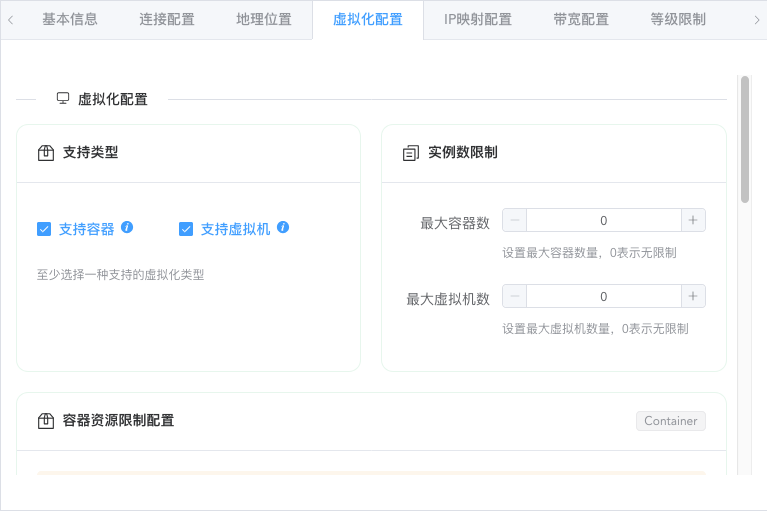 基本信息 连接配置 地理位置 虚拟化配置 IP映射配置 带宽配置 等级限制
虚拟化配置
支持类型
支持容器 支持虚拟机
至少选择一种支持的虚拟化类型
实例数限制
最大容器数 0
设置最大容器数量，0表示无限制
最大虚拟机数 0
设置最大虚拟机数量，0表示无限制
容器资源限制配置 Container